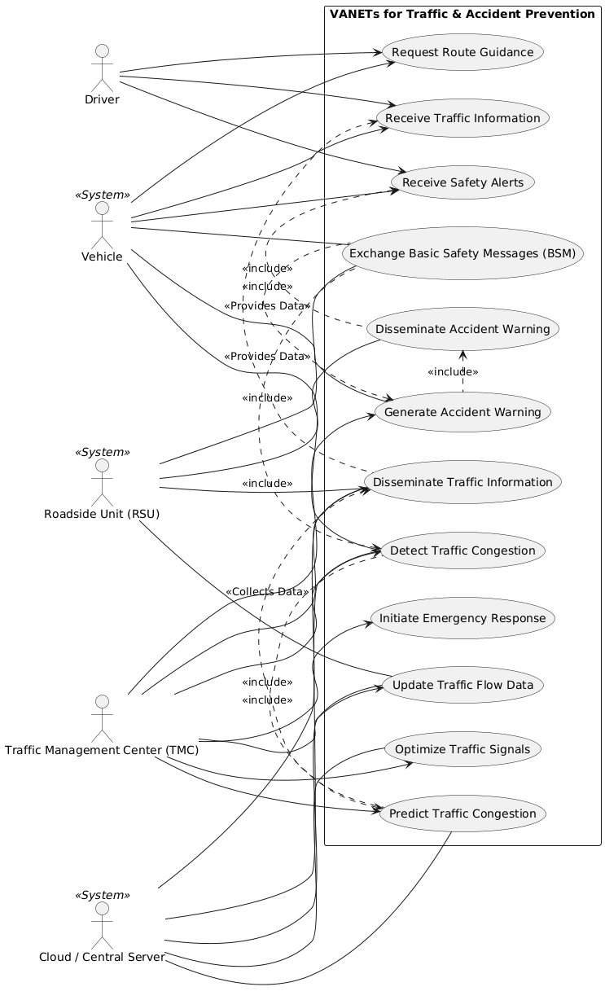 VANETs for Traffic & Accident Prevention
Request Route Guidance
Driver
Receive Traffic Information
Receive Safety Alerts
«System»
Vehicle
Exchange Basic Safety Messages (BSM)
«include»
«include»
«Provides Data»
Disseminate Accident Warning
«Provides Data»
«include»
«include»
Generate Accident Warning
«System»
Roadside Unit (RSU)
Disseminate Traffic Information
«include»
Detect Traffic Congestion
«Collects Data»
Initiate Emergency Response
«include»
Update Traffic Flow Data
«include»
Traffic Management Center (TMC)
Optimize Traffic Signals
Predict Traffic Congestion
«System»
Cloud / Central Server